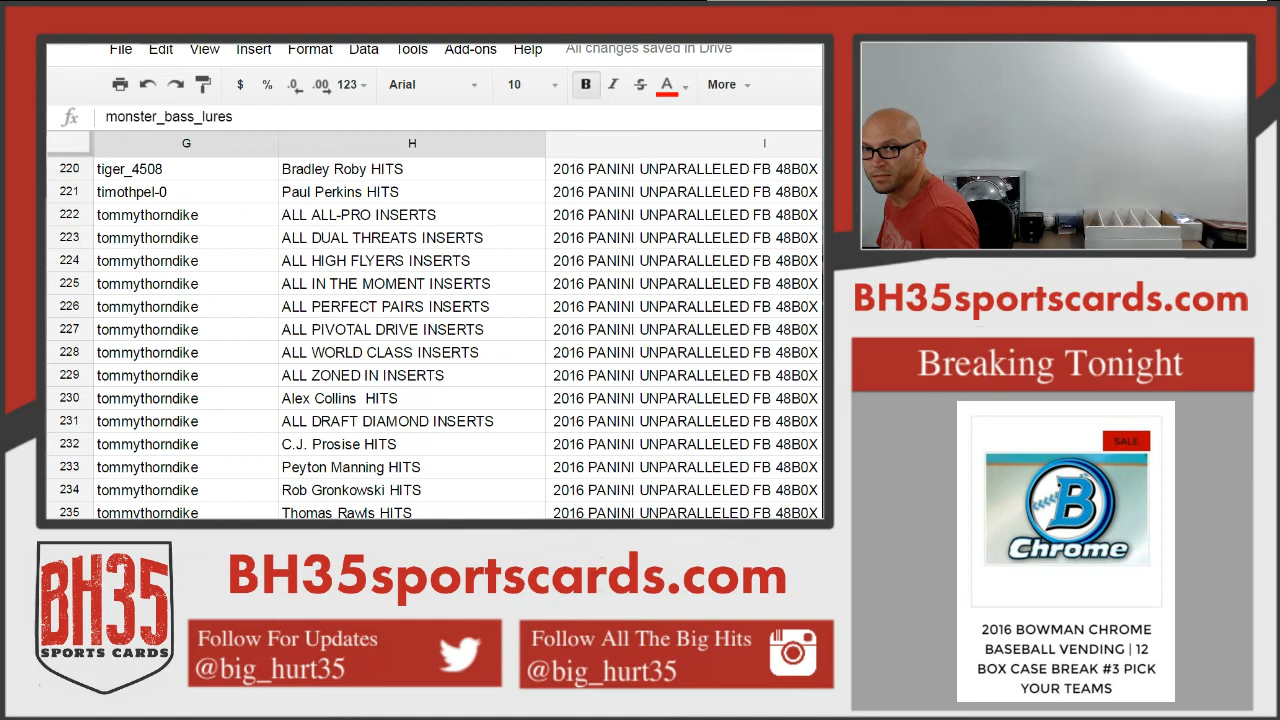 File Edit View Insert Format Data Tools Add-ons Help All changes saved in Drive
$ % .0 .00 123 Arial 10 B I S A More
fx monster_bass_lures
G H I
220 tiger_4508 Bradley Roby HITS 2016 PANINI UNPARALLELED FB 48B0X
221 timothpel-0 Paul Perkins HITS 2016 PANINI UNPARALLELED FB 48B0X
222 tommythorndike ALL ALL-PRO INSERTS 2016 PANINI UNPARALLELED FB 48B0X
223 tommythorndike ALL DUAL THREATS INSERTS 2016 PANINI UNPARALLELED FB 48B0X
224 tommythorndike ALL HIGH FLYERS INSERTS 2016 PANINI UNPARALLELED FB 48B0X
225 tommythorndike ALL IN THE MOMENT INSERTS 2016 PANINI UNPARALLELED FB 48B0X
226 tommythorndike ALL PERFECT PAIRS INSERTS 2016 PANINI UNPARALLELED FB 48B0X
227 tommythorndike ALL PIVOTAL DRIVE INSERTS 2016 PANINI UNPARALLELED FB 48B0X
228 tommythorndike ALL WORLD CLASS INSERTS 2016 PANINI UNPARALLELED FB 48B0X
229 tommythorndike ALL ZONED IN INSERTS 2016 PANINI UNPARALLELED FB 48B0X
230 tommythorndike Alex Collins HITS 2016 PANINI UNPARALLELED FB 48B0X
231 tommythorndike ALL DRAFT DIAMOND INSERTS 2016 PANINI UNPARALLELED FB 48B0X
232 tommythorndike C.J. Prosise HITS 2016 PANINI UNPARALLELED FB 48B0X
233 tommythorndike Peyton Manning HITS 2016 PANINI UNPARALLELED FB 48B0X
234 tommythorndike Rob Gronkowski HITS 2016 PANINI UNPARALLELED FB 48B0X
235 tommythorndike Thomas Rawls HITS 2016 PANINI UNPARALLELED FB 48B0X
BH35sportscards.com
Breaking Tonight
SALE
B
Chrome
2016 BOWMAN CHROME
BASEBALL VENDING | 12
BOX CASE BREAK #3 PICK
YOUR TEAMS
BH35
SPORTS CARDS
BH35sportscards.com
Follow For Updates
@big_hurt35
Follow All The Big Hits
@big_hurt35